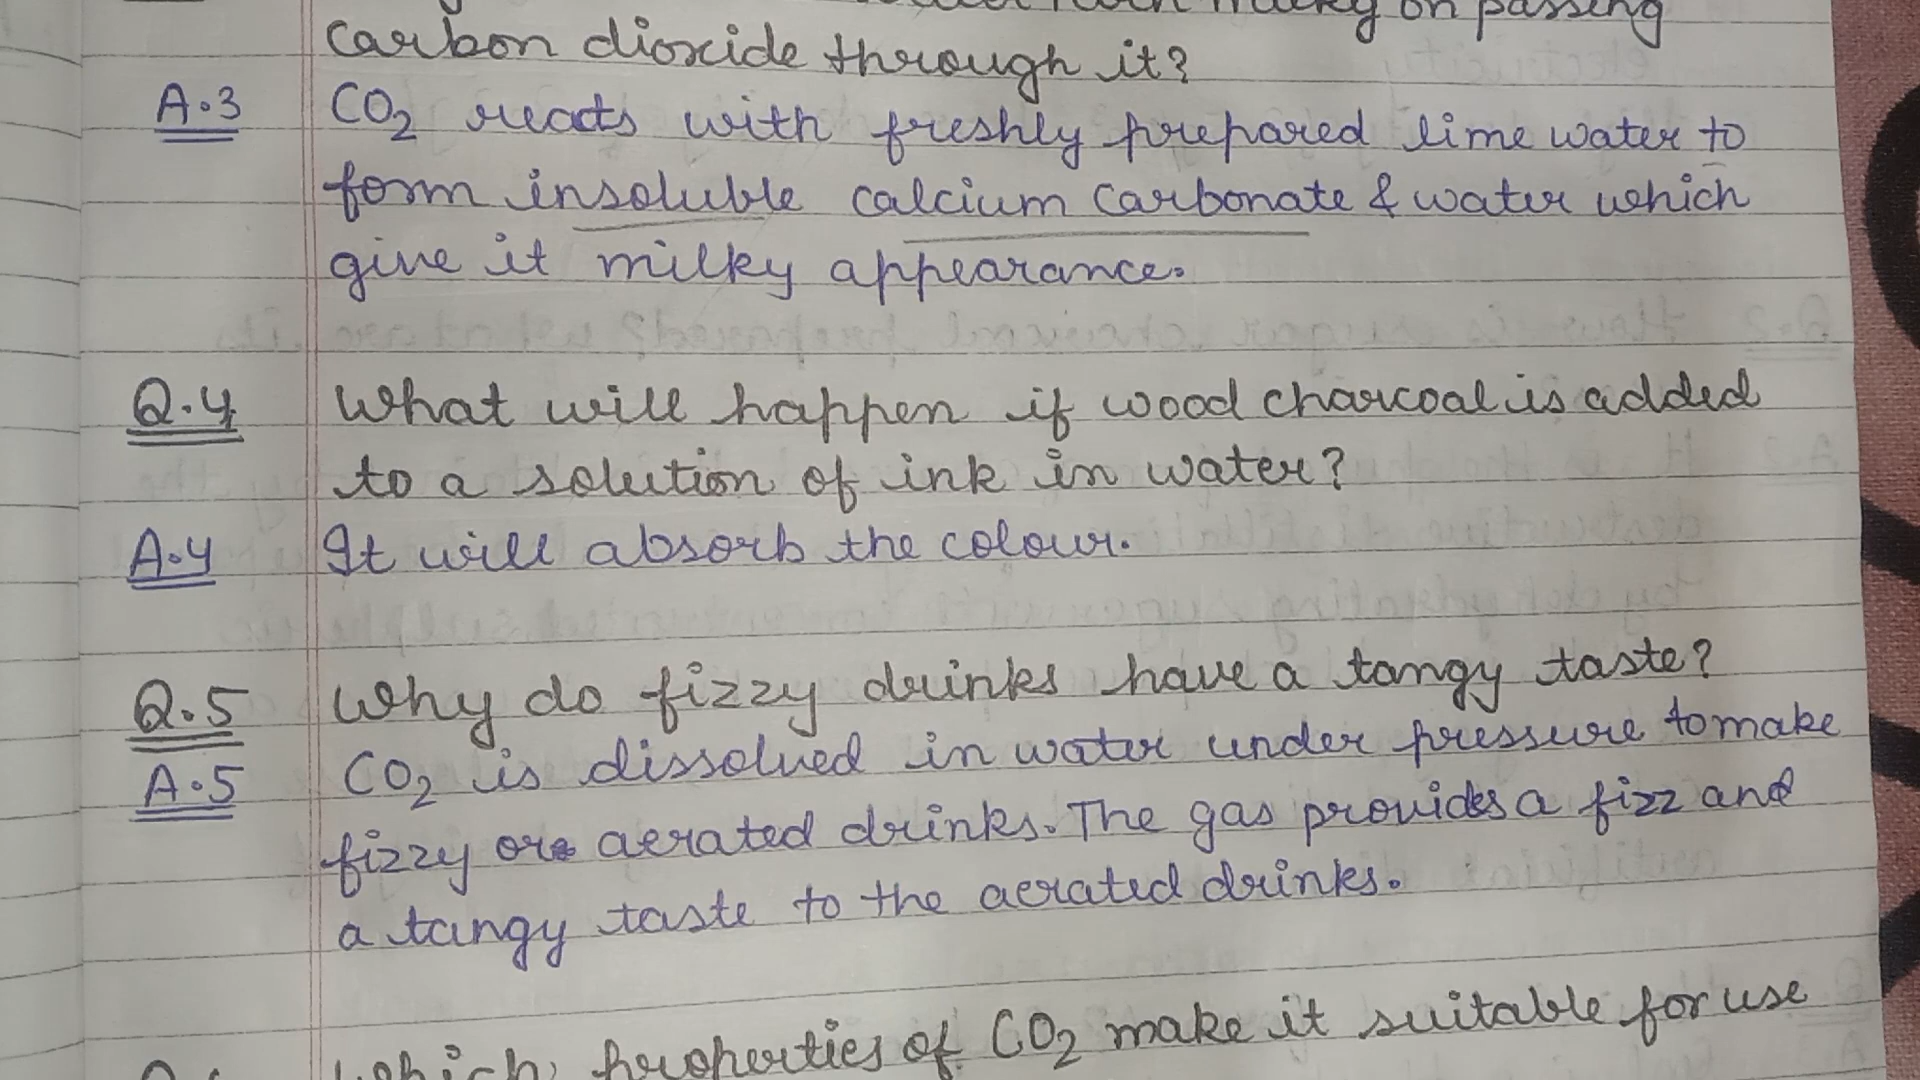 milky on passing
carbon dioxide through it?
A.3 CO₂ reacts with freshly prepared lime water to
form insoluble calcium carbonate & water which
give it milky appearance.
Q.4 What will happen if wood charcoal is added
to a solution of ink in water?
A.4 It will absorb the colour.
Q.5 Why do fizzy drinks have a tangy taste?
A.5 CO₂ is dissolved in water under pressure to make
fizzy or aerated drinks. The gas provides a fizz and
a tangy taste to the aerated drinks.
which properties of CO₂ make it suitable for use